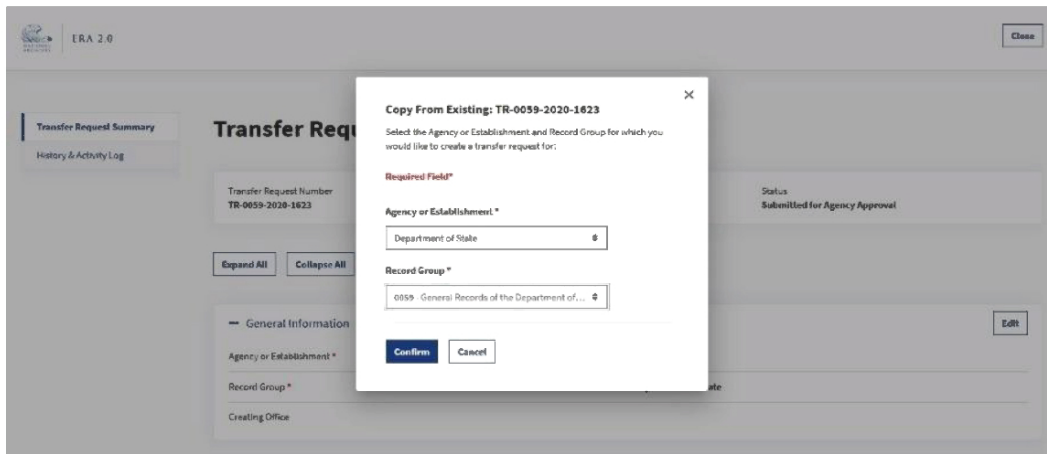 ERA 2.0
Close
Transfer Request Summary
History & Activity Log
Transfer Requ
Transfer Request Number
TR-0059-2020-1623
Status
Submitted for Agency Approval
Expand All
Collapse All
General Information
Edit
Agency or Establishment *
Record Group *
ate
Creating Office
Copy From Existing: TR-0059-2020-1623
Select the Agency or Establishment and Record Group for which you
would like to create a transfer request for:
Required Field*
Agency or Establishment *
Department of State
Record Group *
0059 - General Records of the Department of...
Confirm
Cancel